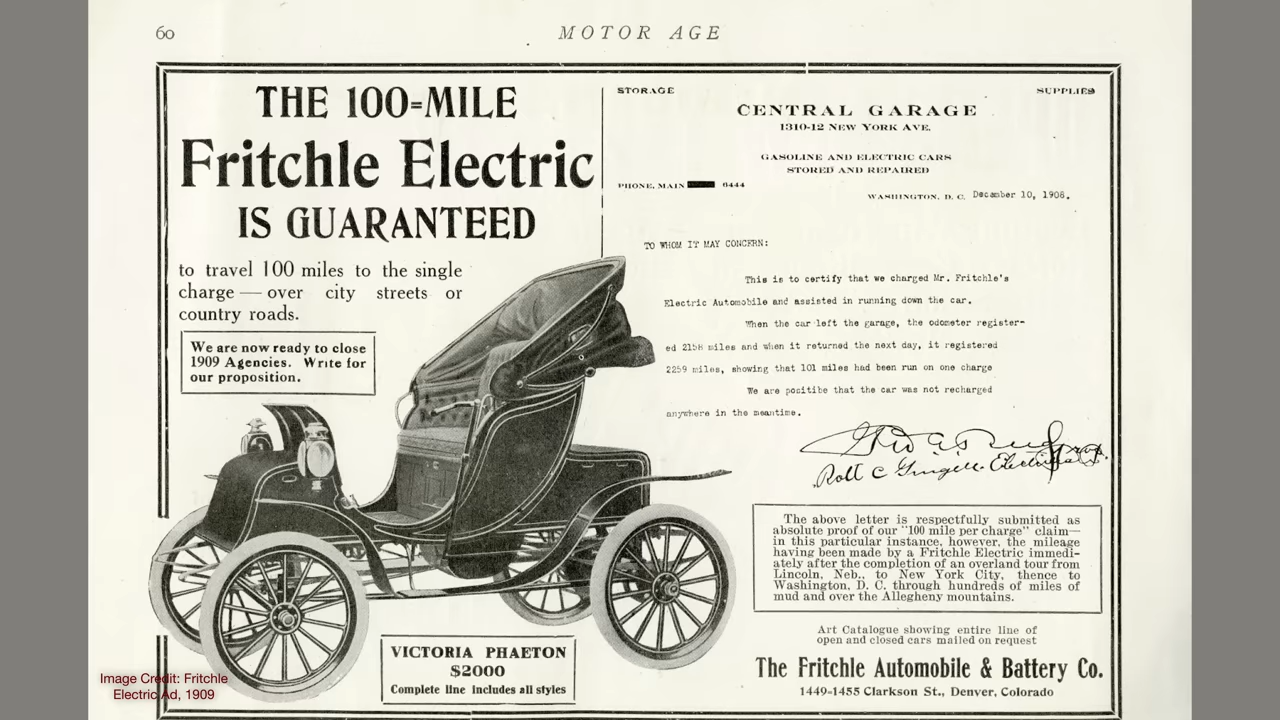 60
MOTOR AGE
THE 100=MILE
Fritchle Electric
IS GUARANTEED
to travel 100 miles to the single
charge — over city streets or
country roads.
We are now ready to close
1909 Agencies. Write for
our proposition.
VICTORIA PHAETON
$2000
Complete line includes all styles
STORAGE
SUPPLIES
CENTRAL GARAGE
1310-12 NEW YORK AVE.
GASOLINE AND ELECTRIC CARS
STORED AND REPAIRED
PHONE, MAIN 6444
WASHINGTON, D. C. December 10, 1908.
TO WHOM IT MAY CONCERN:
This is to certify that we charged Mr. Fritchle's
Electric Automobile and assisted in running down the car.
When the car left the garage, the odometer register-
ed 2158 miles and when it returned the next day, it registered
2259 miles, showing that 101 miles had been run on one charge
We are positibe that the car was not recharged
anywhere in the meantime.
The above letter is respectfully submitted as
absolute proof of our "100 mile per charge" claim—
in this particular instance, however, the mileage
having been made by a Fritchle Electric immedi-
ately after the completion of an overland tour from
Lincoln, Neb., to New York City, thence to
Washington, D. C. through hundreds of miles of
mud and over the Allegheny mountains.
Art Catalogue showing entire line of
open and closed cars mailed on request
The Fritchle Automobile & Battery Co.
1449-1455 Clarkson St., Denver, Colorado
Image Credit: Fritchle
Electric Ad, 1909